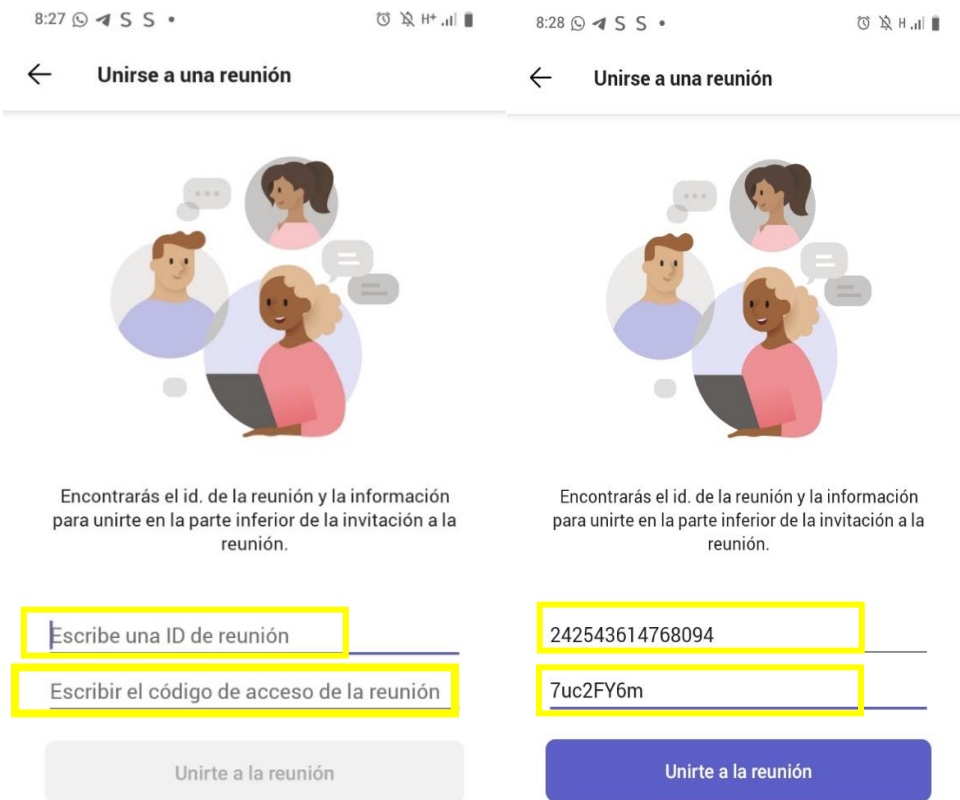 8:27 S S •
H+
Unirse a una reunión
Encontrarás el id. de la reunión y la información
para unirte en la parte inferior de la invitación a la
reunión.
Escribe una ID de reunión
Escribir el código de acceso de la reunión
Unirte a la reunión
8:28 S S •
H
Unirse a una reunión
Encontrarás el id. de la reunión y la información
para unirte en la parte inferior de la invitación a la
reunión.
242543614768094
7uc2FY6m
Unirte a la reunión